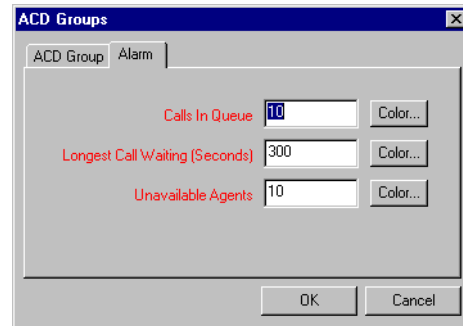 ACD Groups
ACD Group Alarm
Calls In Queue 10 Color...
Longest Call Waiting (Seconds) 300 Color...
Unavailable Agents 10 Color...
OK Cancel